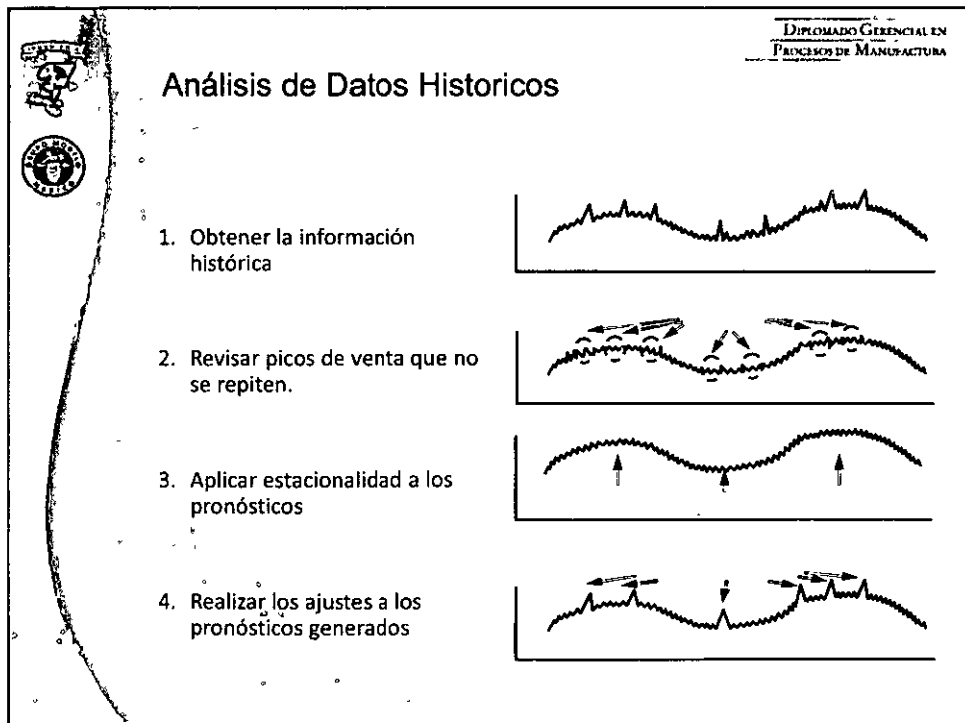 DIPLOMADO GERENCIAL EN
PROCESOS DE MANUFACTURA
Análisis de Datos Historicos
1. Obtener la información
histórica
2. Revisar picos de venta que no
se repiten.
3. Aplicar estacionalidad a los
pronósticos
4. Realizar los ajustes a los
pronósticos generados